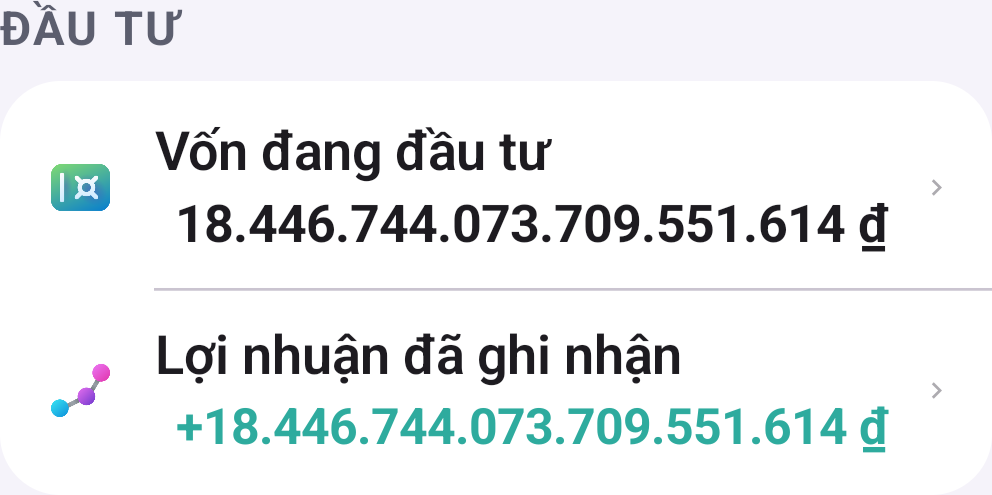 ĐẦU TƯ
Vốn đang đầu tư
18.446.744.073.709.551.614 ₫
Lợi nhuận đã ghi nhận
+18.446.744.073.709.551.614 ₫